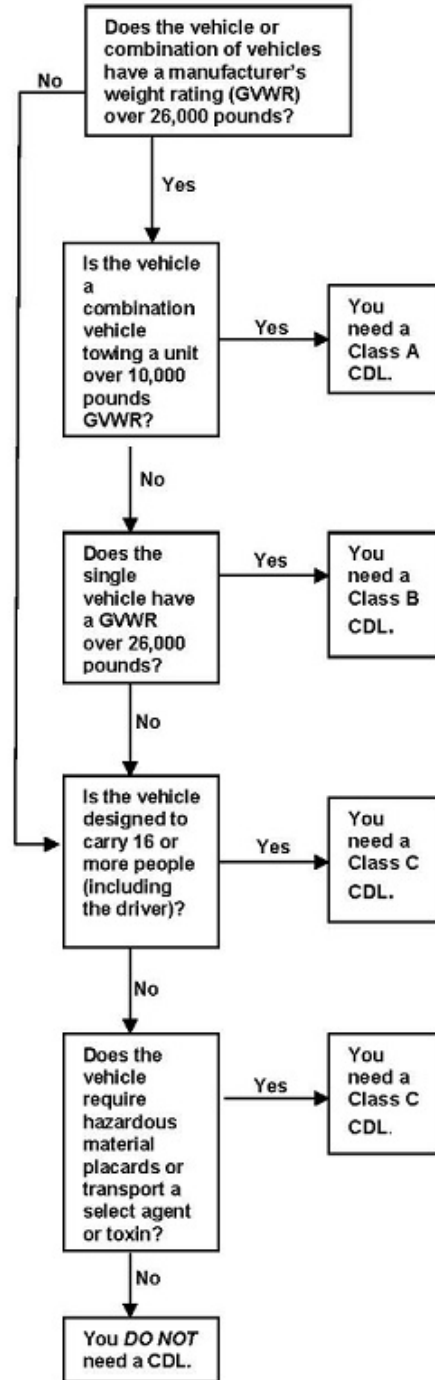 Does the vehicle or
combination of vehicles
have a manufacturer's
weight rating (GVWR)
over 26,000 pounds?
No
Yes
Is the vehicle
a
combination
vehicle
towing a unit
over 10,000
pounds
GVWR?
Yes
You
need a
Class A
CDL.
No
Does the
single
vehicle have
a GVWR
over 26,000
pounds?
Yes
You
need a
Class B
CDL.
No
Is the vehicle
designed to
carry 16 or
more people
(including
the driver)?
Yes
You
need a
Class C
CDL.
No
Does the
vehicle
require
hazardous
material
placards or
transport a
select agent
or toxin?
Yes
You
need a
Class C
CDL.
No
You DO NOT
need a CDL.